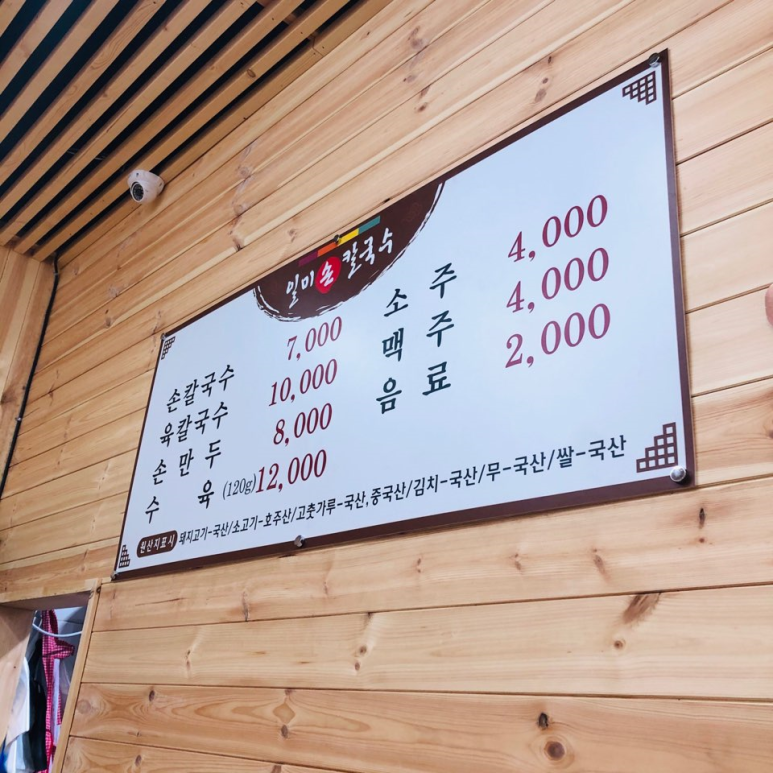 일미손칼국수
손칼국수 7,000
육칼국수 10,000
손만두 8,000
수육 (120g) 12,000
소주 4,000
맥주 4,000
음료 2,000
원산지표시 돼지고기-국산/소고기-호주산/고춧가루-국산,중국산/김치-국산/무-국산/쌀-국산